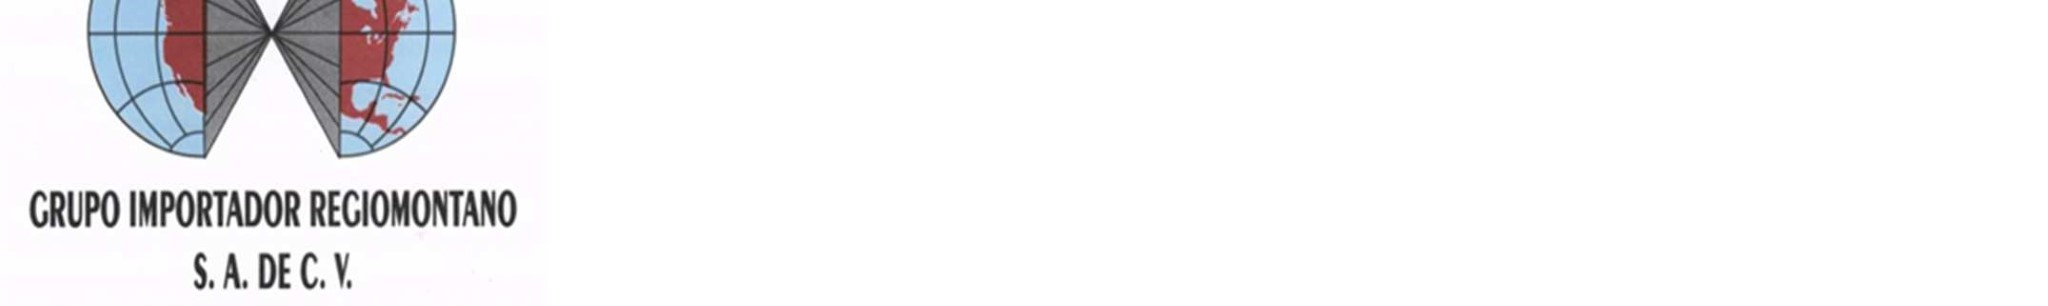 GRUPO IMPORTADOR REGIOMONTANO
S. A. DE C. V.